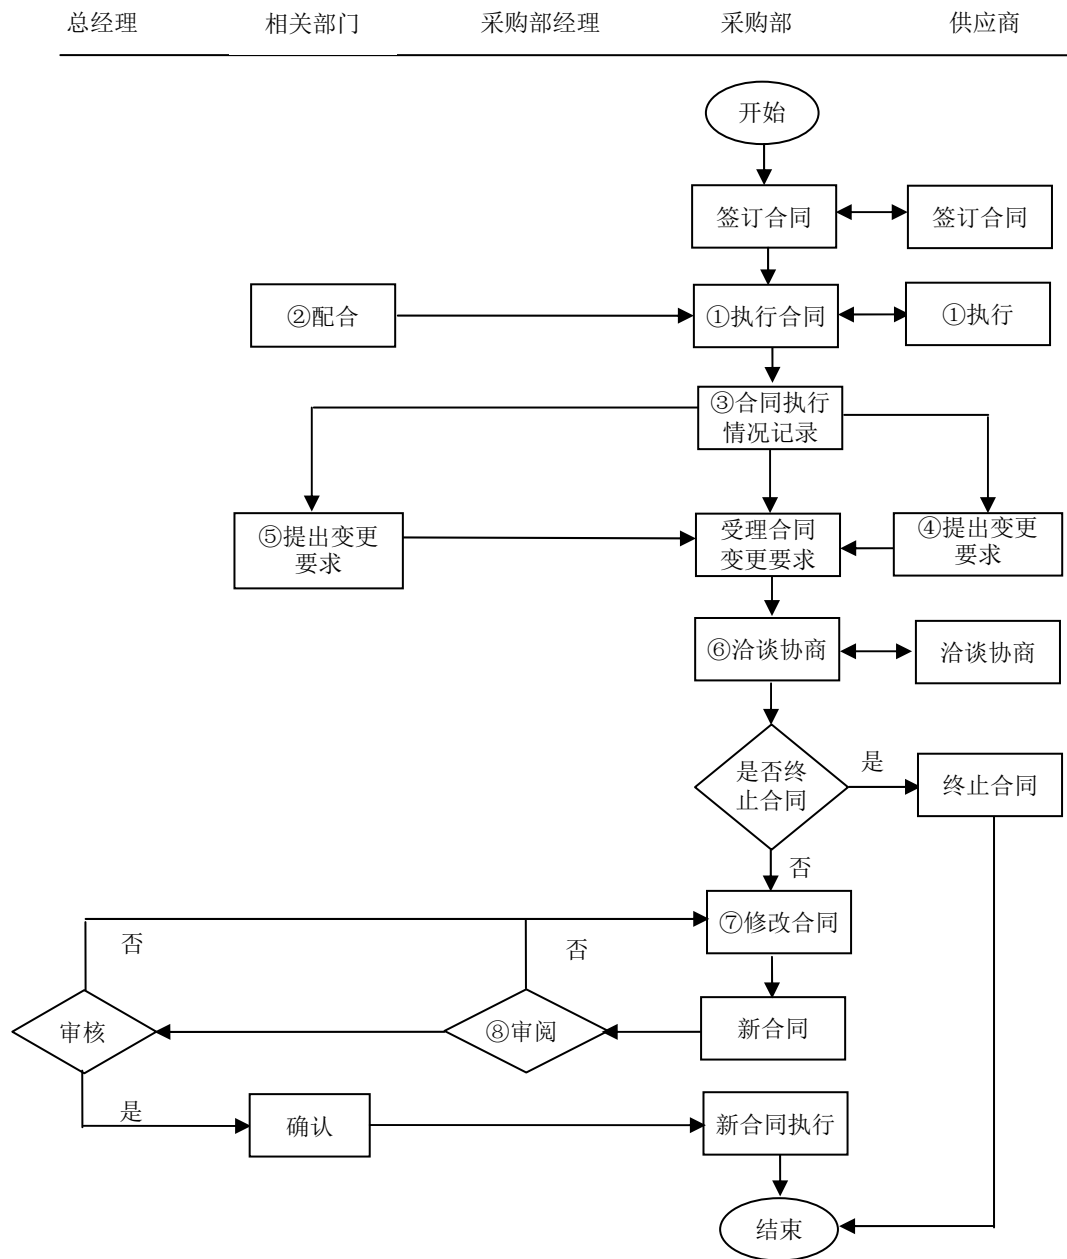 总经理
相关部门
采购部经理
采购部
供应商
开始
签订合同
签订合同
②配合
①执行合同
①执行
③合同执行
情况记录
⑤提出变更
要求
受理合同
变更要求
④提出变更
要求
⑥洽谈协商
洽谈协商
是否终
止合同
是
终止合同
否
⑦修改合同
否
否
审核
⑧审阅
新合同
是
确认
新合同执行
结束